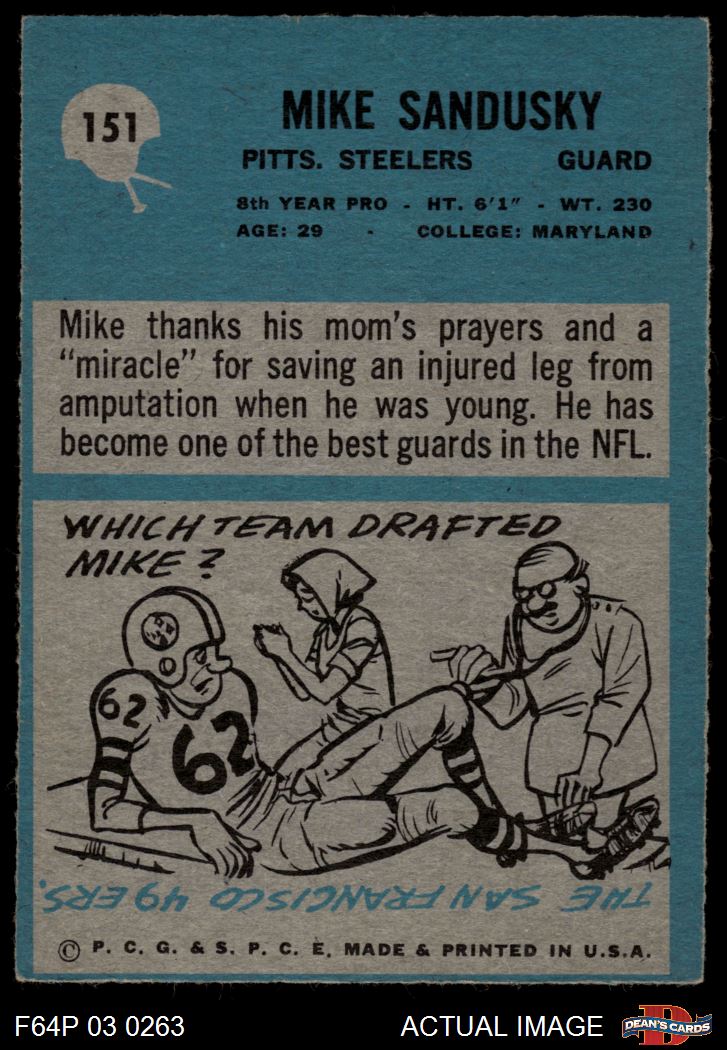 151
MIKE SANDUSKY
PITTS. STEELERS GUARD
8th YEAR PRO - HT. 6'1" - WT. 230
AGE: 29 - COLLEGE: MARYLAND
Mike thanks his mom's prayers and a
"miracle" for saving an injured leg from
amputation when he was young. He has
become one of the best guards in the NFL.
WHICH TEAM DRAFTED
MIKE?
62
62
THE SAN FRANCISCO 49ERS.
© P. C. G. & S. P. C. E. MADE & PRINTED IN U.S.A.
F64P 03 0263 ACTUAL IMAGE
D
DEAN'S CARDS